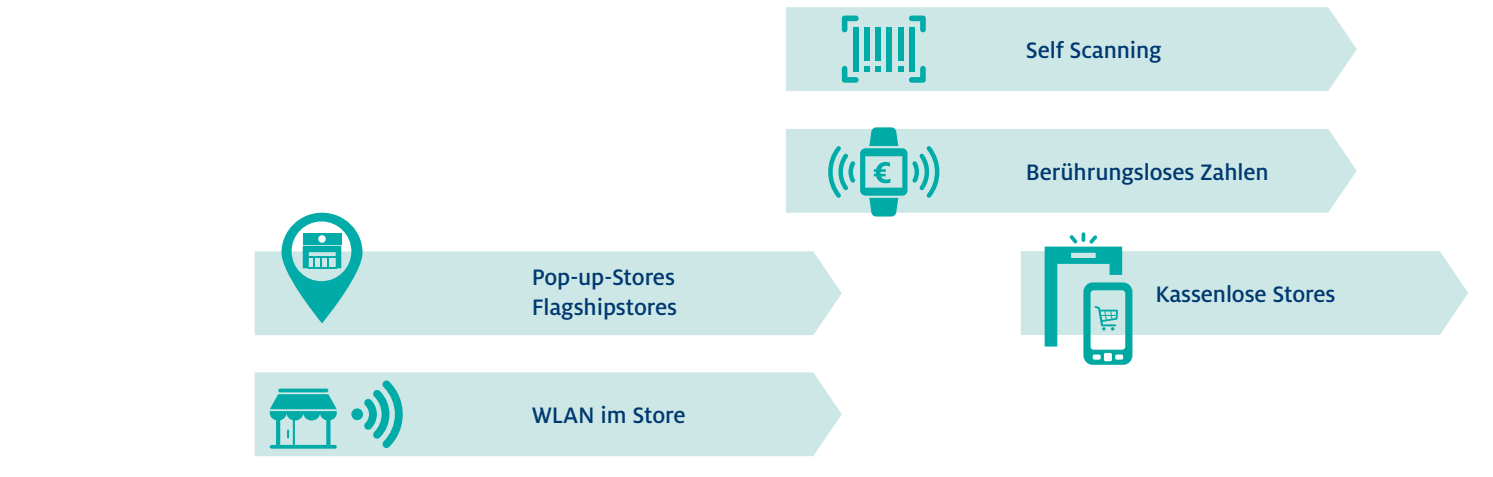 Self Scanning
Berührungsloses Zahlen
Pop-up-Stores
Flagshipstores
Kassenlose Stores
WLAN im Store
€